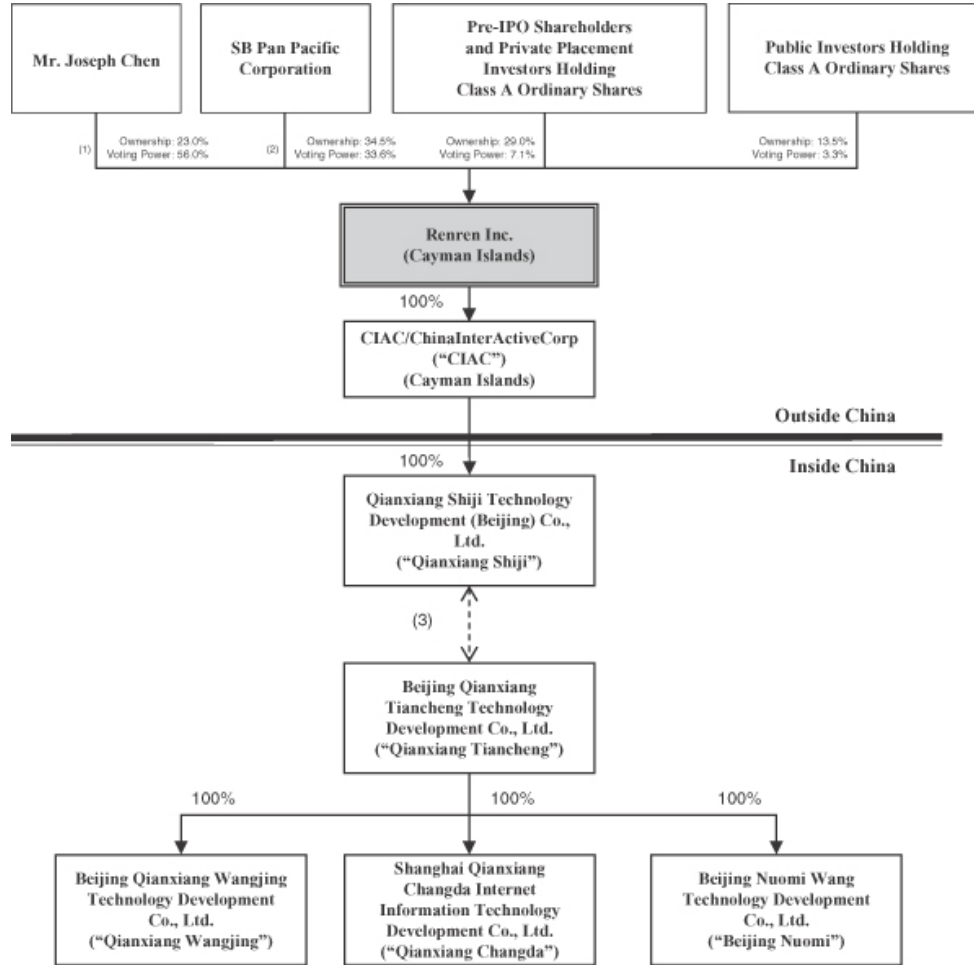 Mr. Joseph Chen
SB Pan Pacific
Corporation
Pre-IPO Shareholders
and Private Placement
Investors Holding
Class A Ordinary Shares
Public Investors Holding
Class A Ordinary Shares
(1)
Ownership: 23.0%
Voting Power: 56.0%
(2)
Ownership: 34.5%
Voting Power: 33.6%
Ownership: 29.0%
Voting Power: 7.1%
Ownership: 13.5%
Voting Power: 3.3%
Renren Inc.
(Cayman Islands)
100%
CIAC/ChinaInterActiveCorp
(“CIAC”)
(Cayman Islands)
Outside China
Inside China
100%
Qianxiang Shiji Technology
Development (Beijing) Co.,
Ltd.
(“Qianxiang Shiji”)
(3)
Beijing Qianxiang
Tiancheng Technology
Development Co., Ltd.
(“Qianxiang Tiancheng”)
100%
100%
100%
Beijing Qianxiang Wangjing
Technology Development
Co., Ltd.
(“Qianxiang Wangjing”)
Shanghai Qianxiang
Changda Internet
Information Technology
Development Co., Ltd.
(“Qianxiang Changda”)
Beijing Nuomi Wang
Technology Development
Co., Ltd.
(“Beijing Nuomi”)